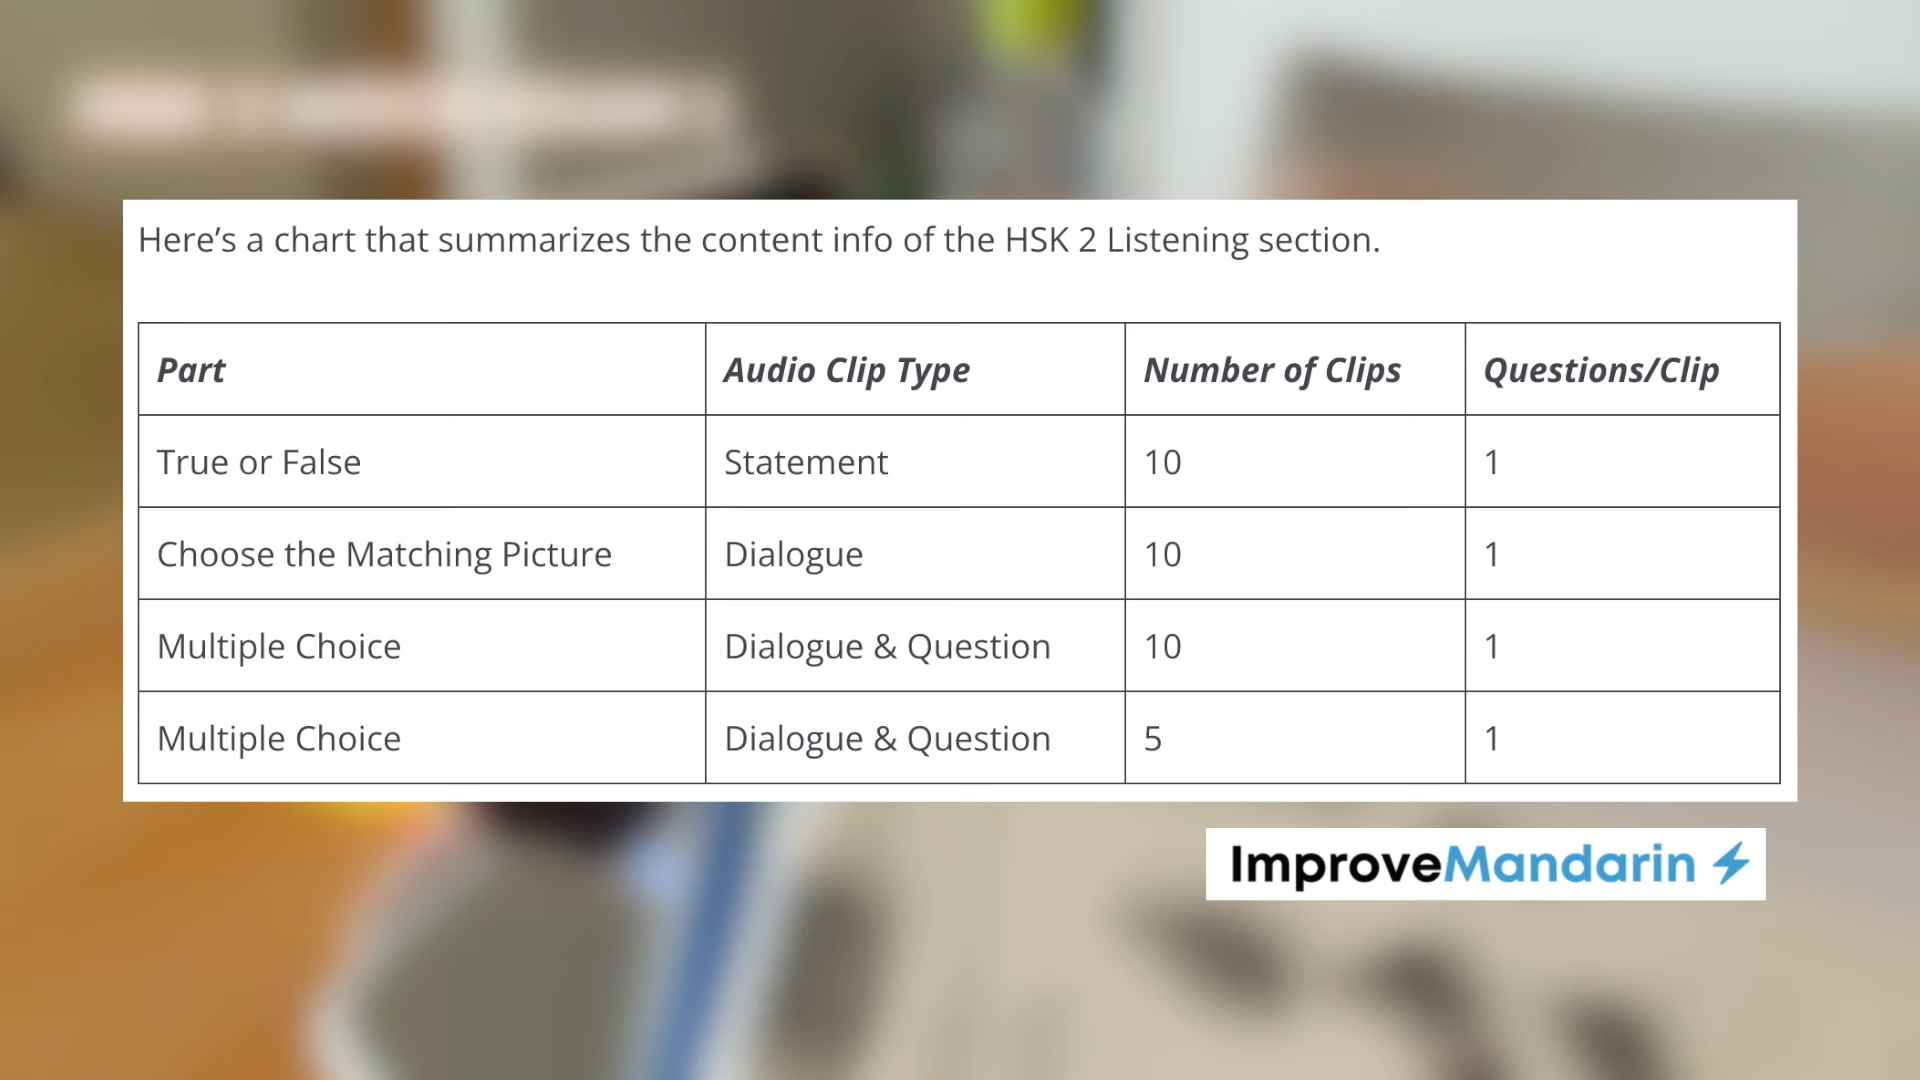 Here’s a chart that summarizes the content info of the HSK 2 Listening section.
Part Audio Clip Type Number of Clips Questions/Clip
True or False Statement 10 1
Choose the Matching Picture Dialogue 10 1
Multiple Choice Dialogue & Question 10 1
Multiple Choice Dialogue & Question 5 1
ImproveMandarin